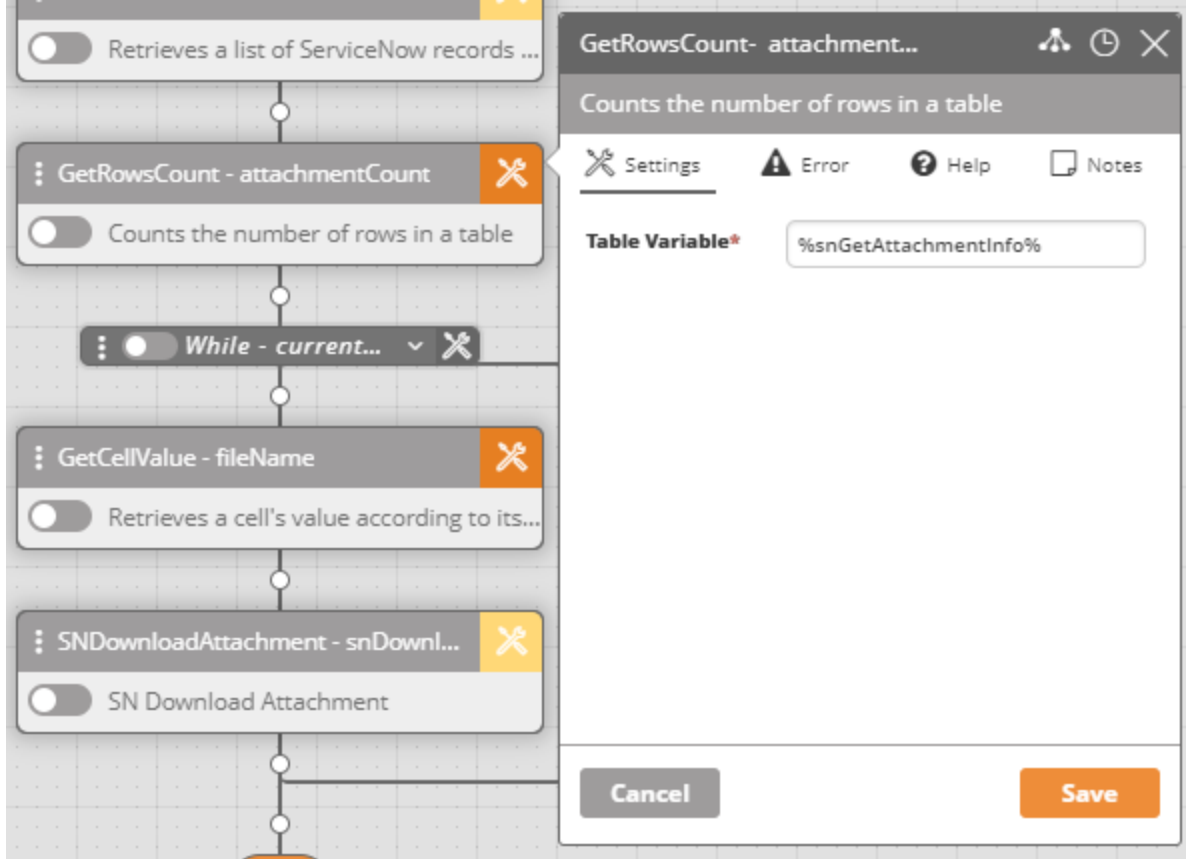 Retrieves a list of ServiceNow records ...
GetRowsCount - attachmentCount
Counts the number of rows in a table
While - current...
GetCellValue - fileName
Retrieves a cell's value according to its...
SNDownloadAttachment - snDownl...
SN Download Attachment
GetRowsCount- attachment...
Counts the number of rows in a table
Settings Error Help Notes
Table Variable* %snGetAttachmentInfo%
Cancel Save